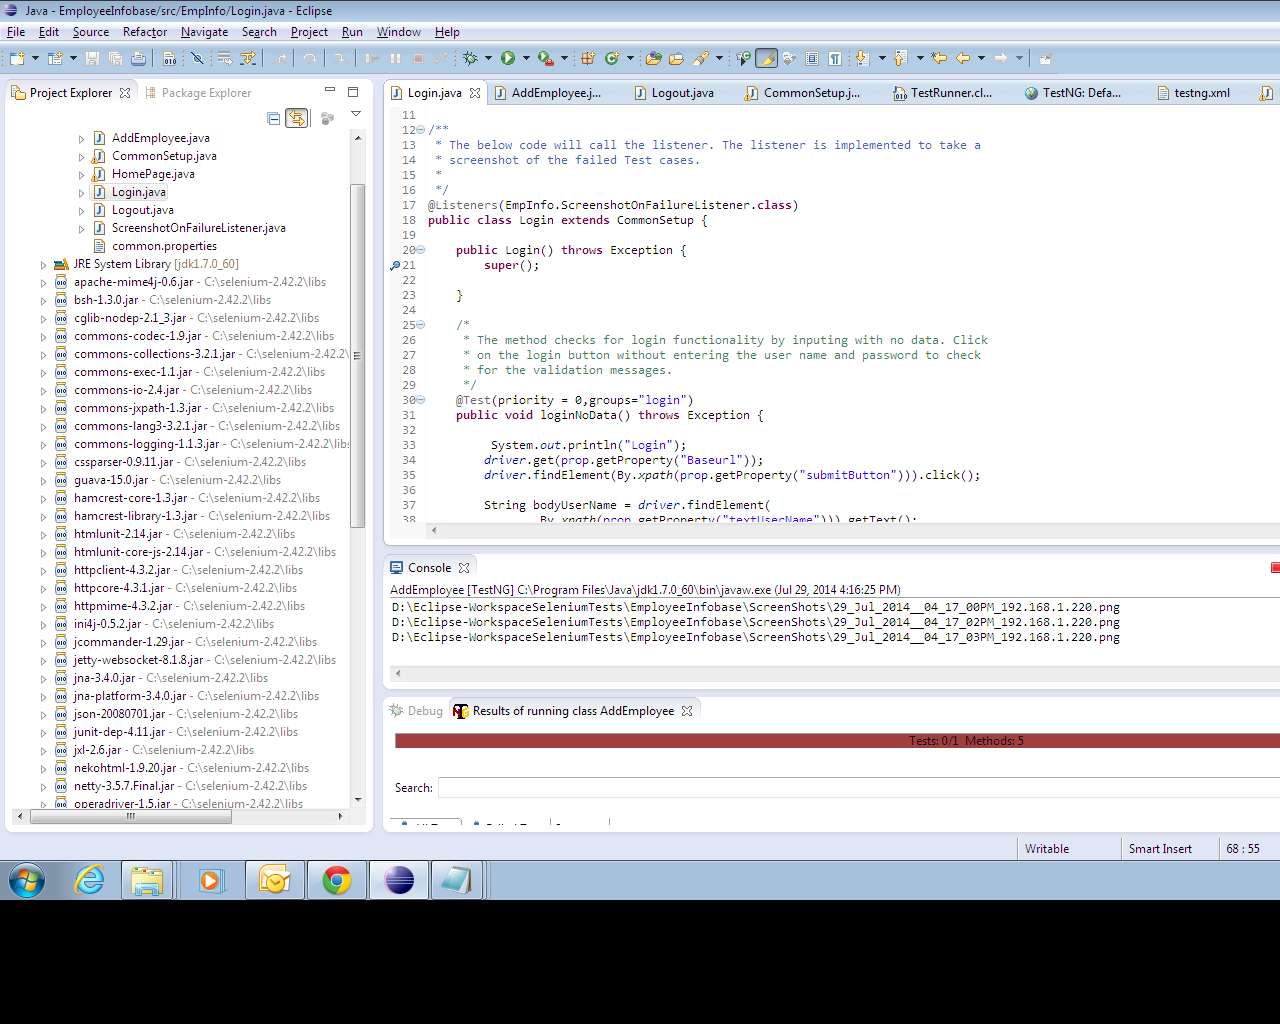 Java - EmployeeInfobase/src/EmpInfo/Login.java - Eclipse
File Edit Source Refactor Navigate Search Project Run Window Help
Project Explorer Package Explorer
AddEmployee.java
CommonSetup.java
HomePage.java
Login.java
Logout.java
ScreenshotOnFailureListener.java
common.properties
JRE System Library [jdk1.7.0_60]
apache-mime4j-0.6.jar - C:\selenium-2.42.2\libs
bsh-1.3.0.jar - C:\selenium-2.42.2\libs
cglib-nodep-2.1_3.jar - C:\selenium-2.42.2\libs
commons-codec-1.9.jar - C:\selenium-2.42.2\libs
commons-collections-3.2.1.jar - C:\selenium-2.42.2\
commons-exec-1.1.jar - C:\selenium-2.42.2\libs
commons-io-2.4.jar - C:\selenium-2.42.2\libs
commons-jxpath-1.3.jar - C:\selenium-2.42.2\libs
commons-lang3-3.2.1.jar - C:\selenium-2.42.2\libs
commons-logging-1.1.3.jar - C:\selenium-2.42.2\libs
cssparser-0.9.11.jar - C:\selenium-2.42.2\libs
guava-15.0.jar - C:\selenium-2.42.2\libs
hamcrest-core-1.3.jar - C:\selenium-2.42.2\libs
hamcrest-library-1.3.jar - C:\selenium-2.42.2\libs
htmlunit-2.14.jar - C:\selenium-2.42.2\libs
htmlunit-core-js-2.14.jar - C:\selenium-2.42.2\libs
httpclient-4.3.2.jar - C:\selenium-2.42.2\libs
httpcore-4.3.1.jar - C:\selenium-2.42.2\libs
httpmime-4.3.2.jar - C:\selenium-2.42.2\libs
ini4j-0.5.2.jar - C:\selenium-2.42.2\libs
jcommander-1.29.jar - C:\selenium-2.42.2\libs
jetty-websocket-8.1.8.jar - C:\selenium-2.42.2\libs
jna-3.4.0.jar - C:\selenium-2.42.2\libs
jna-platform-3.4.0.jar - C:\selenium-2.42.2\libs
json-20080701.jar - C:\selenium-2.42.2\libs
junit-dep-4.11.jar - C:\selenium-2.42.2\libs
jxl-2.6.jar - C:\selenium-2.42.2\libs
nekohtml-1.9.20.jar - C:\selenium-2.42.2\libs
netty-3.5.7.Final.jar - C:\selenium-2.42.2\libs
operadriver-1.5.jar - C:\selenium-2.42.2\libs
Login.java AddEmployee.j... Logout.java CommonSetup.j... TestRunner.cl... TestNG: Defa... testng.xml
11
12 /**
13 * The below code will call the listener. The listener is implemented to take a
14 * screenshot of the failed Test cases.
15 *
16 */
17 @Listeners(EmpInfo.ScreenshotOnFailureListener.class)
18 public class Login extends CommonSetup {
19
20 public Login() throws Exception {
21 super();
22
23 }
24
25 /*
26 * The method checks for login functionality by inputing with no data. Click
27 * on the login button without entering the user name and password to check
28 * for the validation messages.
29 */
30 @Test(priority = 0,groups="login")
31 public void loginNoData() throws Exception {
32
33 System.out.println("Login");
34 driver.get(prop.getProperty("Baseurl"));
35 driver.findElement(By.xpath(prop.getProperty("submitButton"))).click();
36
37 String bodyUserName = driver.findElement(
38 By.xpath(prop.getProperty("textUserName"))).getText();
Console
AddEmployee [TestNG] C:\Program Files\Java\jdk1.7.0_60\bin\javaw.exe (Jul 29, 2014 4:16:25 PM)
D:\Eclipse-WorkspaceSeleniumTests\EmployeeInfobase\ScreenShots\29_Jul_2014__04_17_00PM_192.168.1.220.png
D:\Eclipse-WorkspaceSeleniumTests\EmployeeInfobase\ScreenShots\29_Jul_2014__04_17_02PM_192.168.1.220.png
D:\Eclipse-WorkspaceSeleniumTests\EmployeeInfobase\ScreenShots\29_Jul_2014__04_17_03PM_192.168.1.220.png
Debug Results of running class AddEmployee
Tests: 0/1 Methods: 5
Search:
Writable Smart Insert 68 : 55